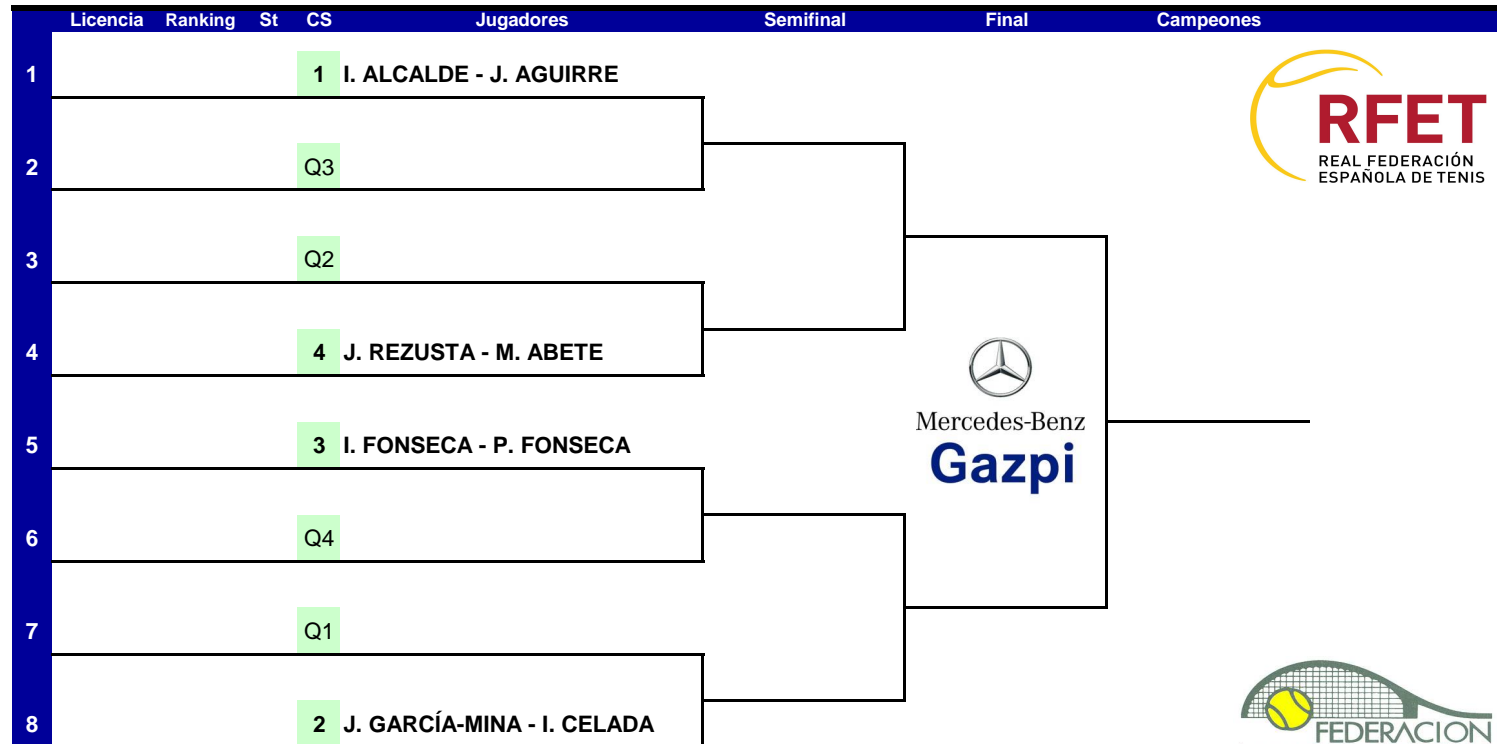 Licencia Ranking St CS Jugadores Semifinal Final Campeones
1 1 I. ALCALDE - J. AGUIRRE
RFET
REAL FEDERACIÓN
ESPAÑOLA DE TENIS
2 Q3
3 Q2
4 4 J. REZUSTA - M. ABETE
Mercedes-Benz
Gazpi
5 3 I. FONSECA - P. FONSECA
6 Q4
7 Q1
8 2 J. GARCÍA-MINA - I. CELADA
FEDERACION